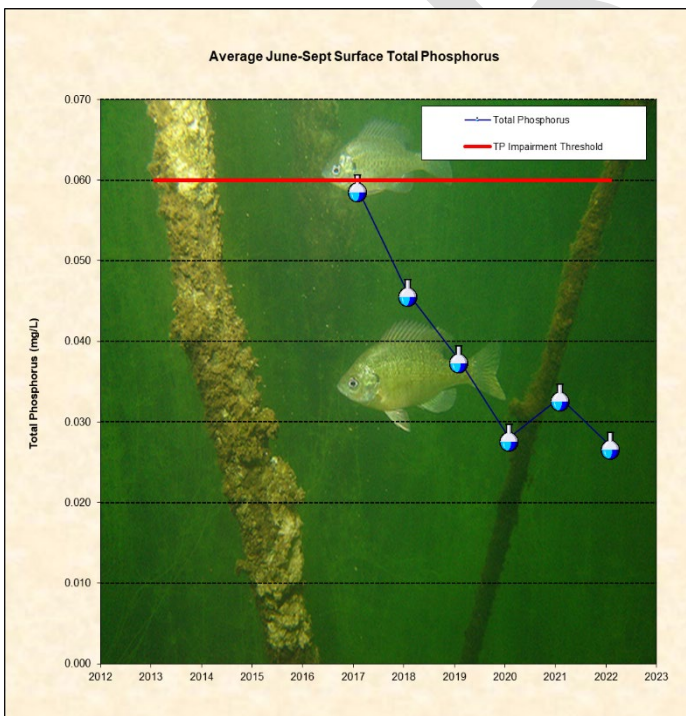 Average June-Sept Surface Total Phosphorus
0.070
Total Phosphorus
TP Impairment Threshold
0.060
0.050
0.040
Total Phosphorus (mg/L)
0.030
0.020
0.010
0.000
2012 2013 2014 2015 2016 2017 2018 2019 2020 2021 2022 2023